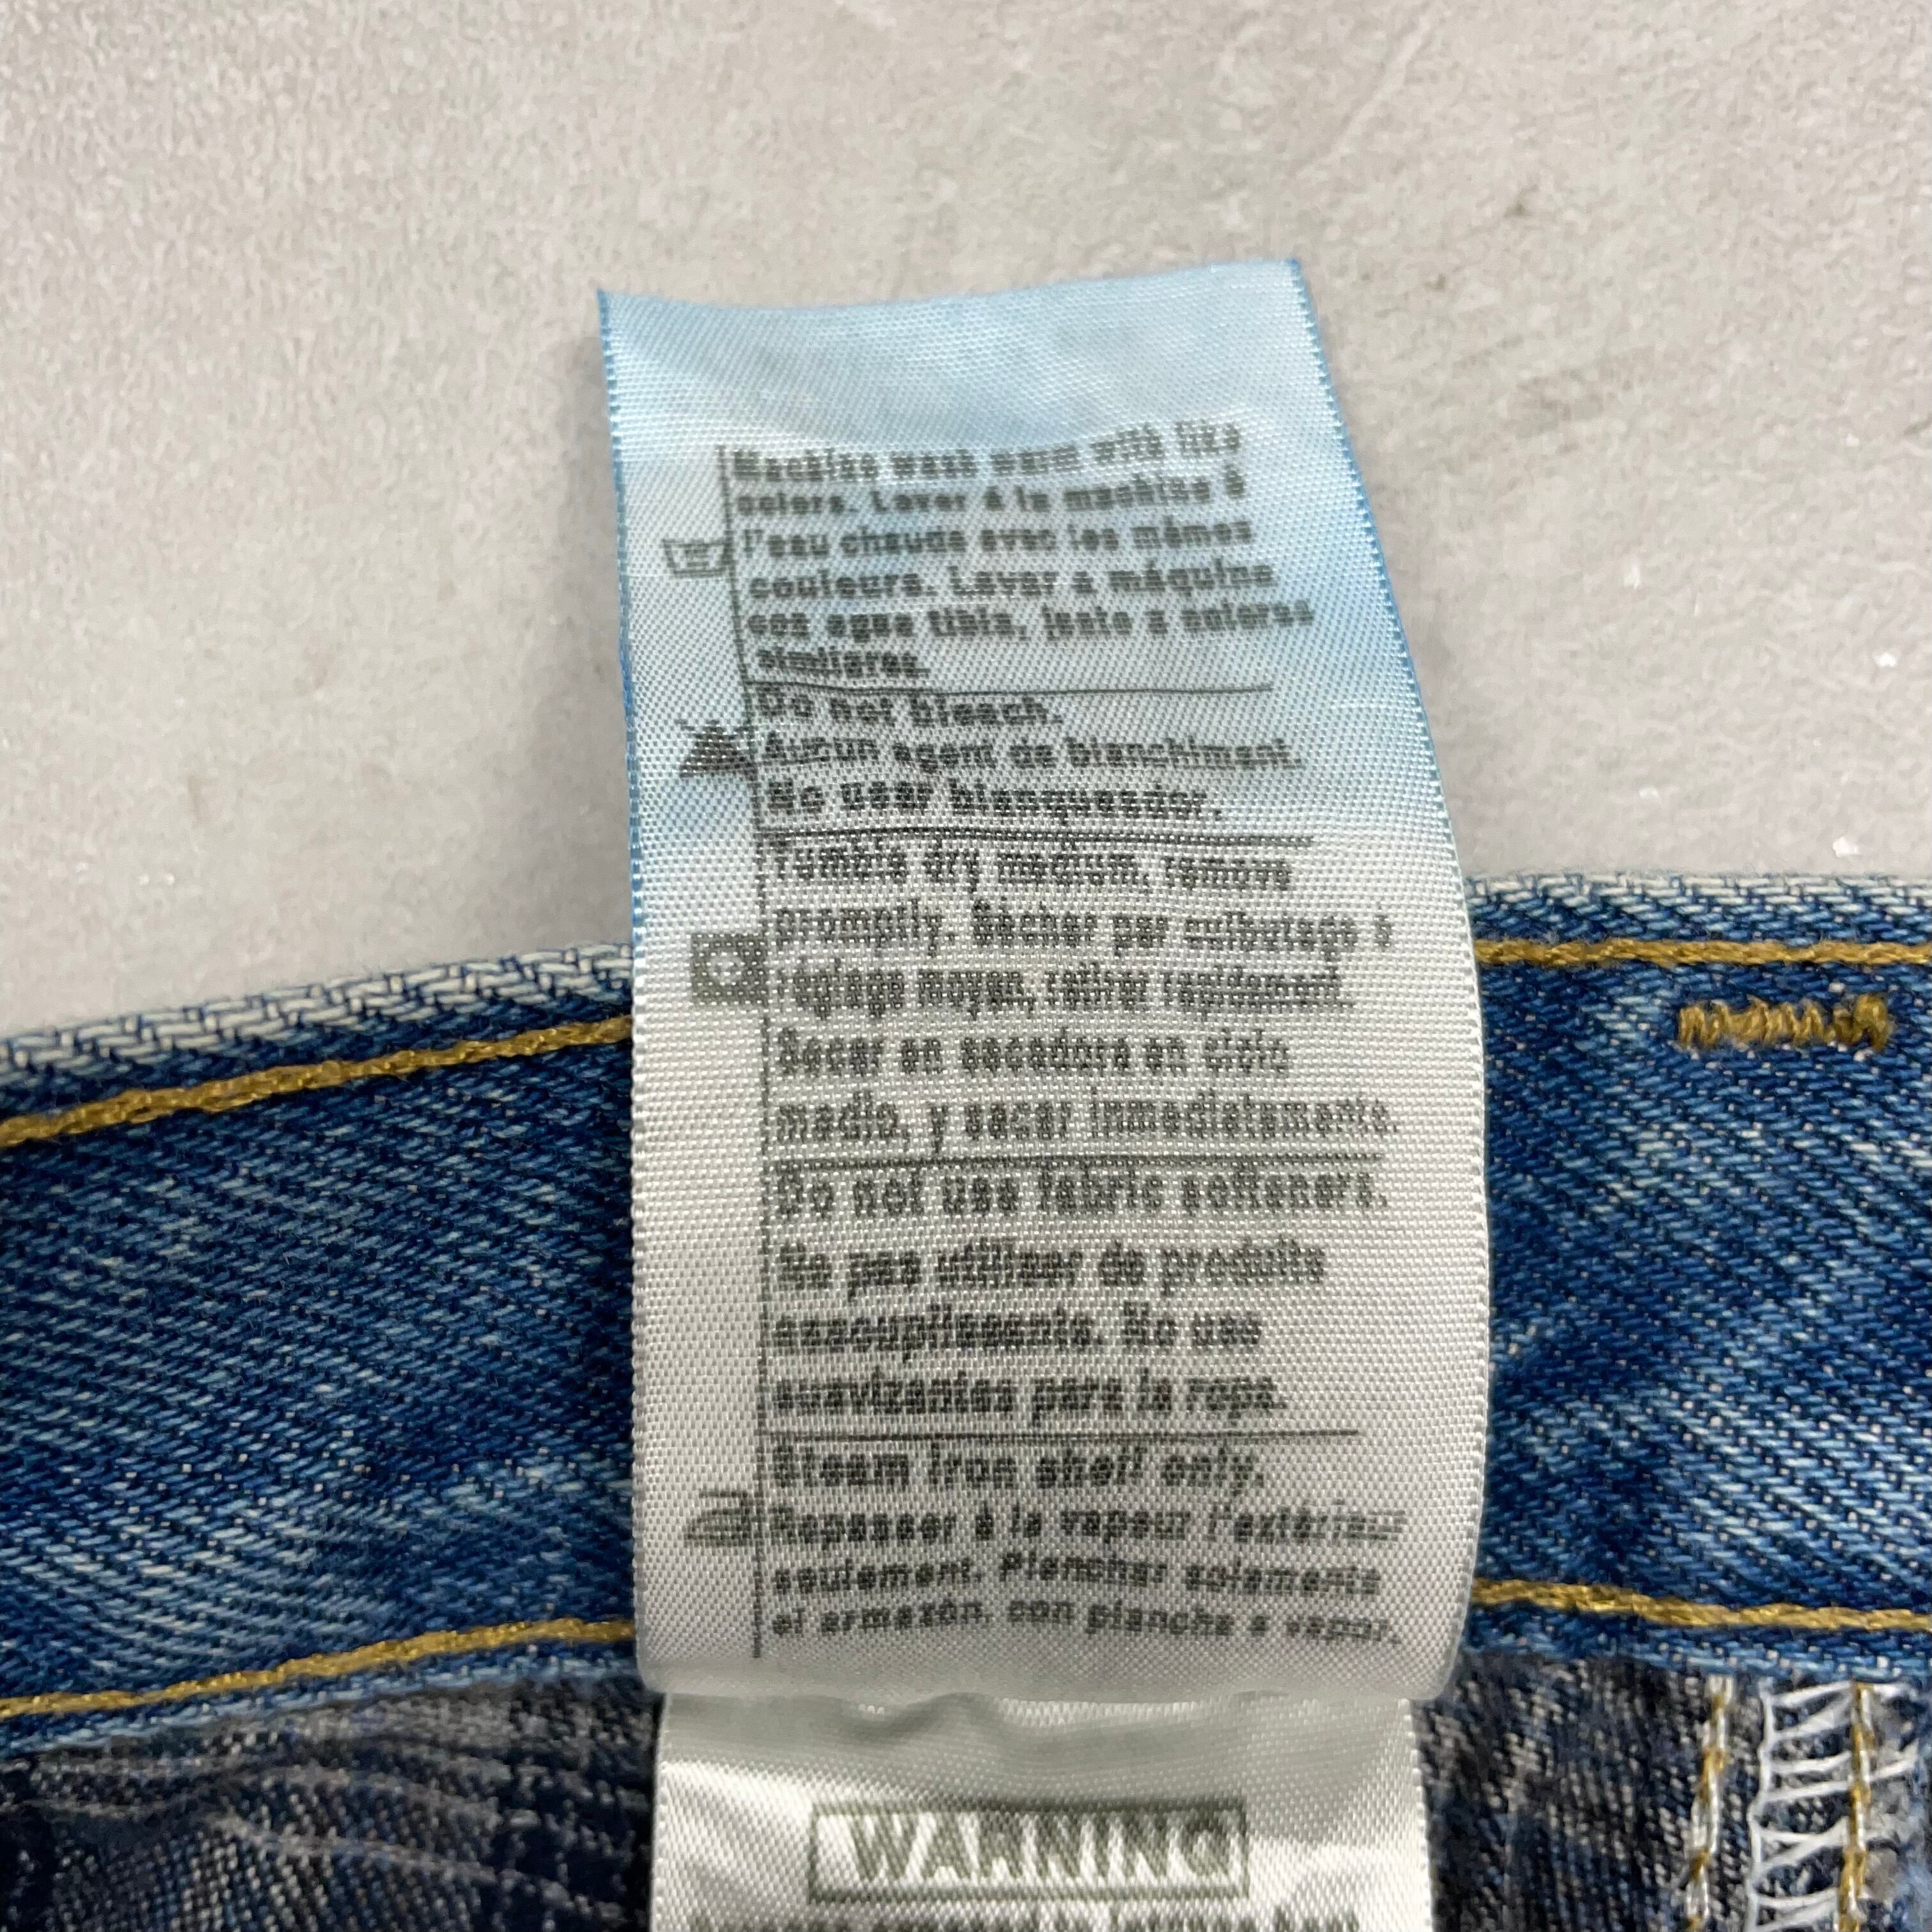 Machine wash warm with like
colors. Laver à la machine à
l'eau chaude avec les mêmes
couleurs. Lavar a máquina
con agua tibia, junto a colores
similares.
Do not bleach.
Aucun agent de blanchiment.
No usar blanqueador.
Tumble dry medium, remove
promptly. Sécher par culbutage à
réglage moyen, retirer rapidement.
Secar en secadora en ciclo
medio, y sacar inmediatamente.
Do not use fabric softeners.
Ne pas utiliser de produits
assouplissants. No use
suavizantes para la ropa.
Steam iron shell only.
Repasser à la vapeur l'extérieur
seulement. Planchar solamente
el armazón, con plancha a vapor.
WARNING